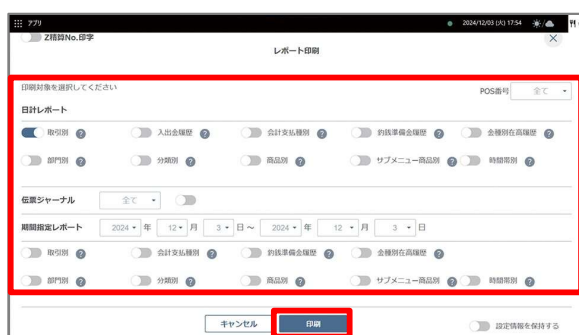 アプリ 2024/12/03 (火) 17:54
Z精算No.印字
レポート印刷
印刷対象を選択してください POS番号 全て
日計レポート
取引別 ? 入出金履歴 ? 会計支払種別 ? 釣銭準備金履歴 ? 金種別在高履歴 ?
部門別 ? 分類別 ? 商品別 ? サブメニュー商品別 ? 時間帯別 ?
伝票ジャーナル 全て
期間指定レポート 2024 年 12 月 3 日 ~ 2024 年 12 月 3 日
取引別 ? 会計支払種別 ? 釣銭準備金履歴 ? 金種別在高履歴 ?
部門別 ? 分類別 ? 商品別 ? サブメニュー商品別 ? 時間帯別 ?
キャンセル 印刷 設定情報を保持する